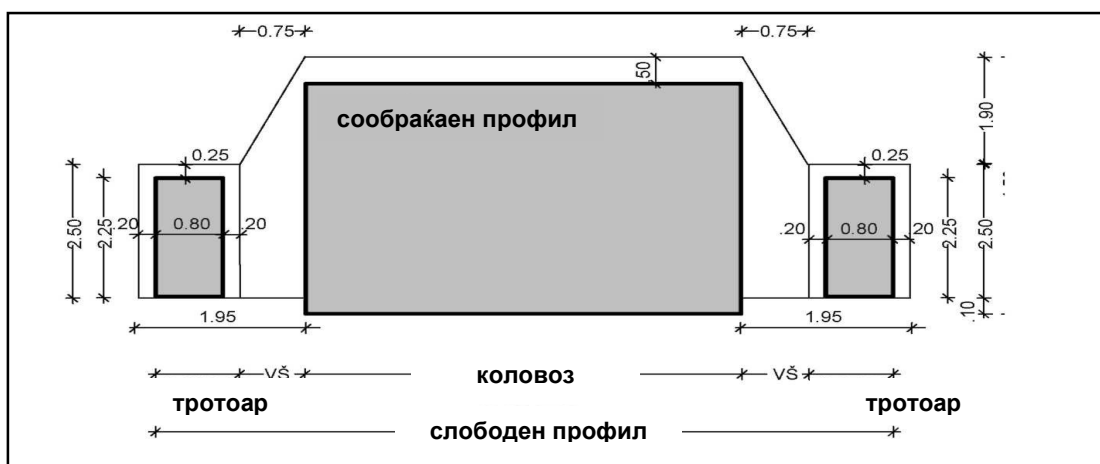 0.75 0.75
.50
1.90
сообраќаен профил
0.25 0.25
2.50 2.25 .20 0.80 .20 .20 0.80 .20 2.25 2.50
1.95 1.95 .10
VŠ коловоз VŠ
тротоар тротоар
слободен профил